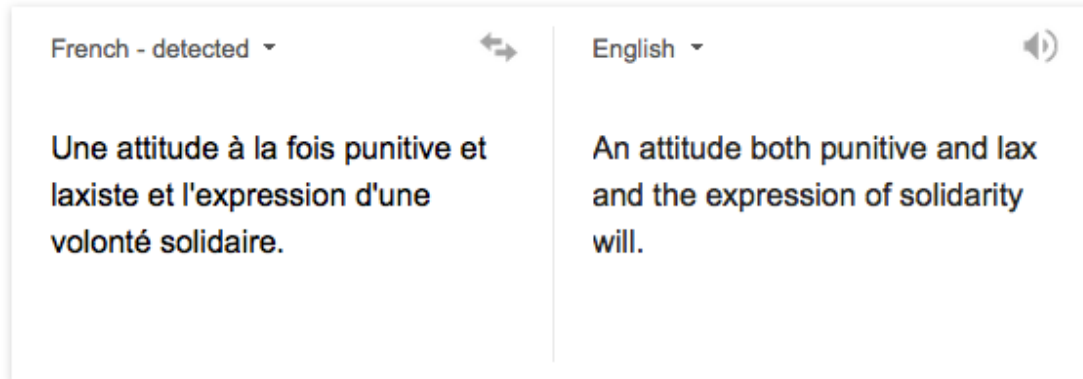 French - detected
English
Une attitude à la fois punitive et
laxiste et l'expression d'une
volonté solidaire.
An attitude both punitive and lax
and the expression of solidarity
will.